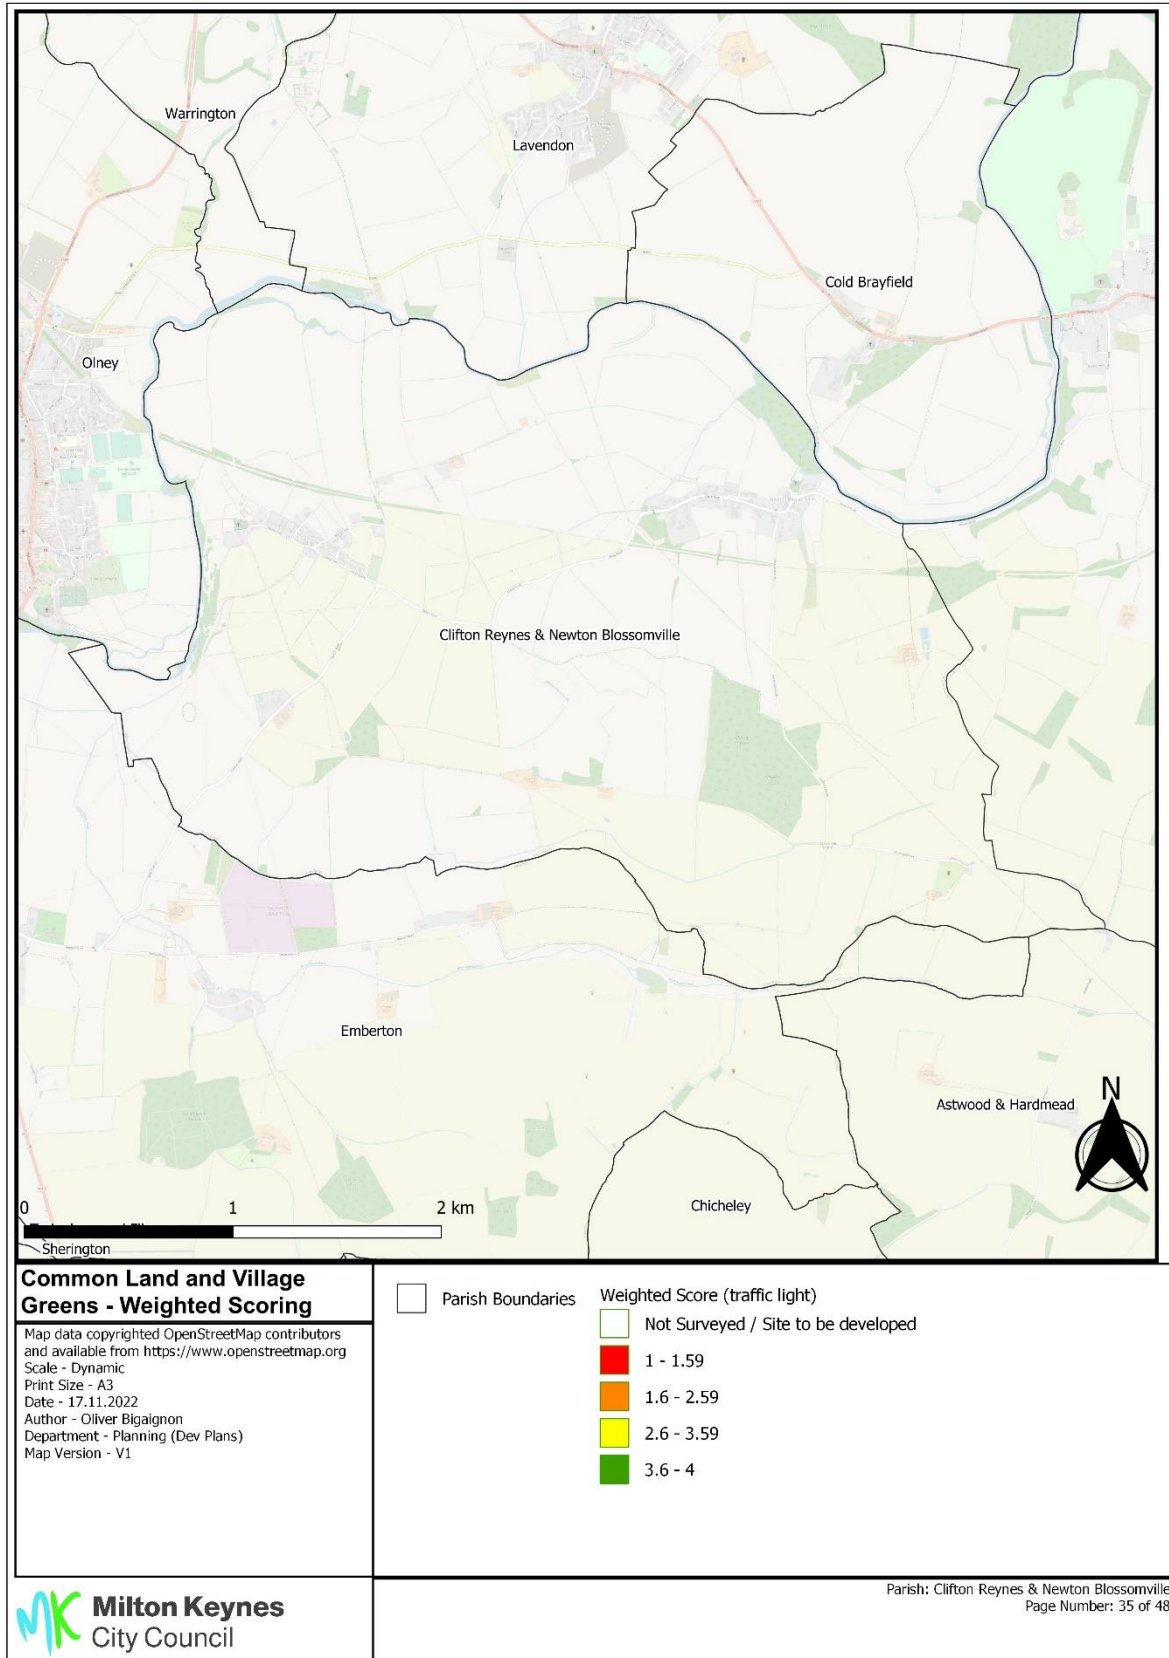 Warrington
Lavendon
Cold Brayfield
Olney
Clifton Reynes & Newton Blossomville
Emberton
Astwood & Hardmead
N
Chicheley
0 1 2 km
Sherington
Common Land and Village
Greens - Weighted Scoring
Map data copyrighted OpenStreetMap contributors
and available from https://www.openstreetmap.org
Scale - Dynamic
Print Size - A3
Date - 17.11.2022
Author - Oliver Bigaignon
Department - Planning (Dev Plans)
Map Version - V1
Parish Boundaries
Weighted Score (traffic light)
Not Surveyed / Site to be developed
1 - 1.59
1.6 - 2.59
2.6 - 3.59
3.6 - 4
MK Milton Keynes
City Council
Parish: Clifton Reynes & Newton Blossomville
Page Number: 35 of 48